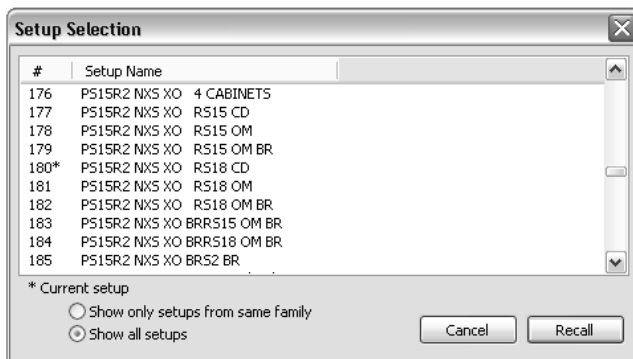 Setup Selection
# Setup Name
176 PS15R2 NXS XO 4 CABINETS
177 PS15R2 NXS XO RS15 CD
178 PS15R2 NXS XO RS15 OM
179 PS15R2 NXS XO RS15 OM BR
180* PS15R2 NXS XO RS18 CD
181 PS15R2 NXS XO RS18 OM
182 PS15R2 NXS XO RS18 OM BR
183 PS15R2 NXS XO BRRS15 OM BR
184 PS15R2 NXS XO BRRS18 OM BR
185 PS15R2 NXS XO BRS2 BR
* Current setup
Show only setups from same family
Show all setups
Cancel Recall